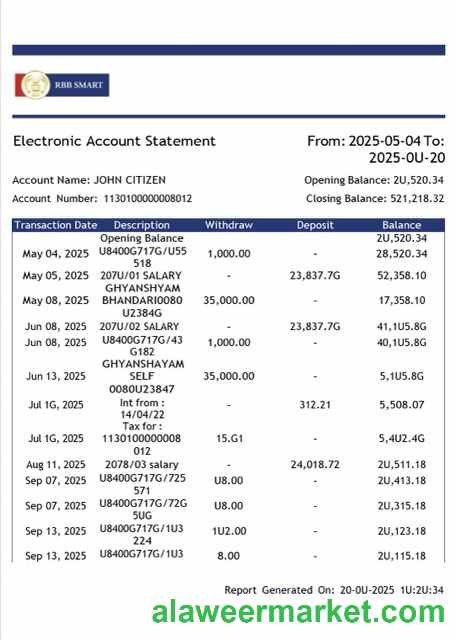 RBB SMART
Electronic Account Statement
From: 2025-05-04 To:
2025-0U-20
Account Name: JOHN CITIZEN
Opening Balance: 2U,520.34
Account Number: 1130100000008012
Closing Balance: 521,218.32
Transaction Date Description Withdraw Deposit Balance
Opening Balance 2U,520.34
May 04, 2025 U8400G717G/U55 1,000.00 - 28,520.34
518
May 05, 2025 207U/01 SALARY - 23,837.7G 52,358.10
GHYANSHYAM
May 08, 2025 BHANDARI0080 35,000.00 - 17,358.10
U2384G
Jun 08, 2025 207U/02 SALARY - 23,837.7G 41,1U5.8G
Jun 08, 2025 U8400G717G/43 1,000.00 - 40,1U5.8G
G182
GHYANSHAYAM
Jun 13, 2025 SELF 35,000.00 - 5,1U5.8G
0080U23847
Jul 1G, 2025 Int from : - 312.21 5,508.07
14/04/22
Tax for :
Jul 1G, 2025 1130100000008 15.G1 - 5,4U2.4G
012
Aug 11, 2025 2078/03 salary - 24,018.72 2U,511.18
Sep 07, 2025 U8400G717G/725 U8.00 - 2U,413.18
571
Sep 07, 2025 U8400G717G/72G U8.00 - 2U,315.18
5UG
Sep 13, 2025 U8400G717G/1U3 1U2.00 - 2U,123.18
224
Sep 13, 2025 U8400G717G/1U3 8.00 - 2U,115.18
Report Generated On: 20-0U-2025 1U:2U:34
alaweermarket.com